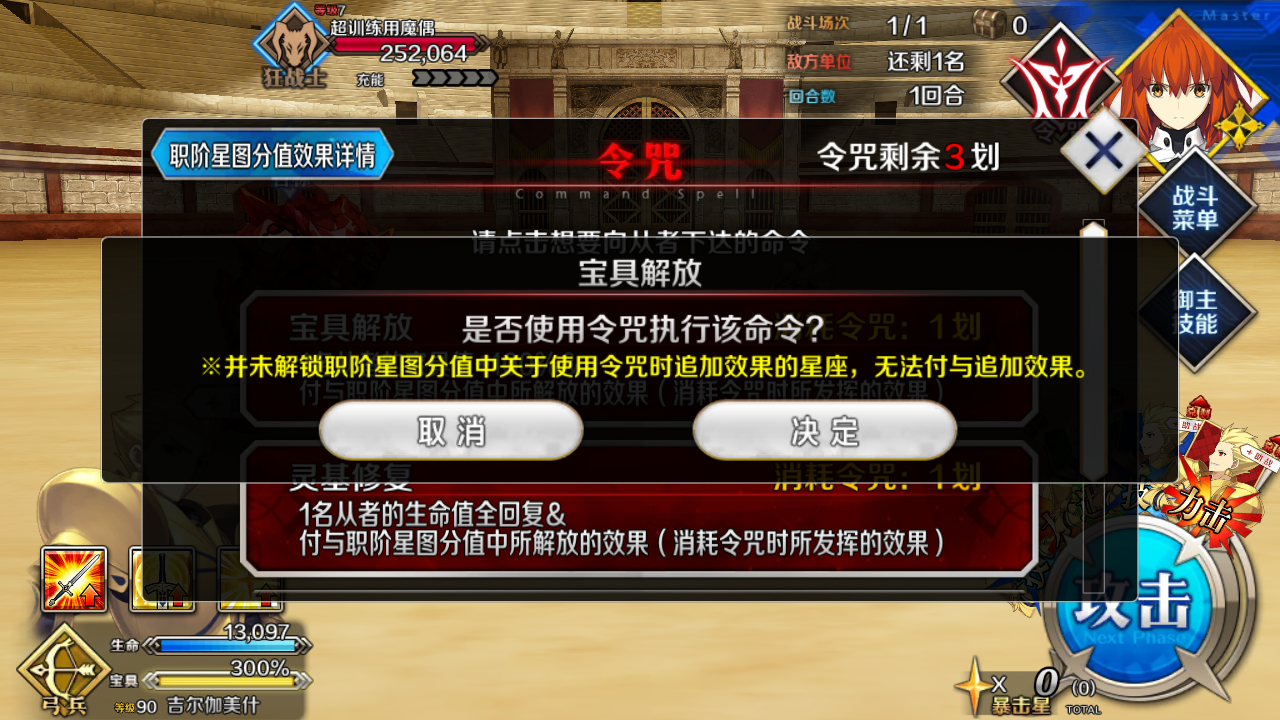 等级7
超训练用魔偶
252,064
狂战士
充能
战斗场次 1/1
0
敌方单位 还剩1名
回合数 1回合
Master
职阶星图分值效果详情
令咒
Command Spell
令咒剩余3划
战斗
菜单
御主
技能
请点击想要向从者下达的命令
宝具解放
宝具解放 消耗令咒：1划
是否使用令咒执行该命令？
※并未解锁职阶星图分值中关于使用令咒时追加效果的星座，无法付与追加效果。
付与职阶星图分值中所解放的效果（消耗令咒时所发挥的效果）
取消
决定
灵基修复 消耗令咒：1划
1名从者的生命值全回复&
付与职阶星图分值中所解放的效果（消耗令咒时所发挥的效果）
克制
助战
助战
力击
攻击
Next Phase
生命 13,097
宝具 300%
弓兵
等级90 吉尔伽美什
X 0 (0)
暴击星 TOTAL